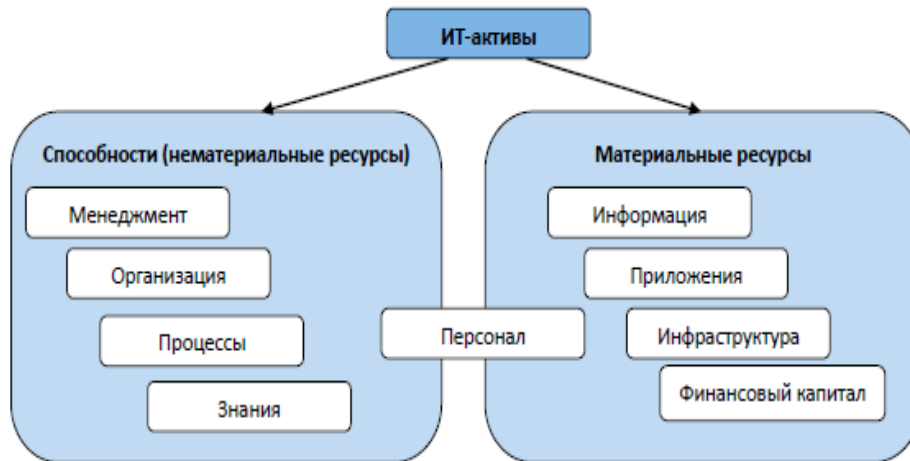 ИТ-активы
Способности (нематериальные ресурсы)
Менеджмент
Организация
Процессы
Знания
Персонал
Материальные ресурсы
Информация
Приложения
Инфраструктура
Финансовый капитал